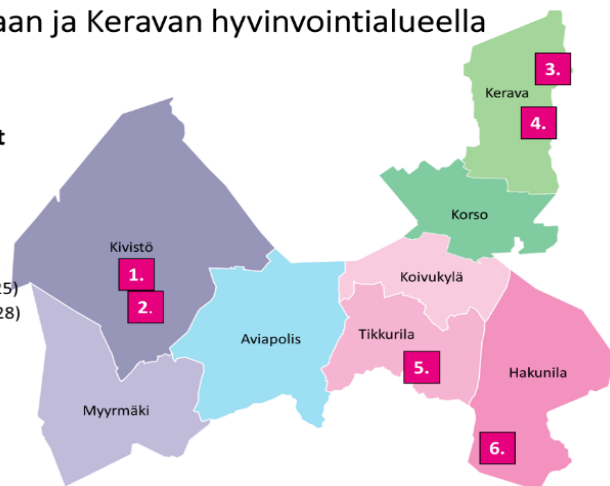 aan ja Keravan hyvinvointialueella
t
25)
28)
3.
Kerava
4.
Korso
Kivistö
1.
2.
Koivukylä
Aviapolis
Tikkurila
5.
Hakunila
Myyrmäki
6.